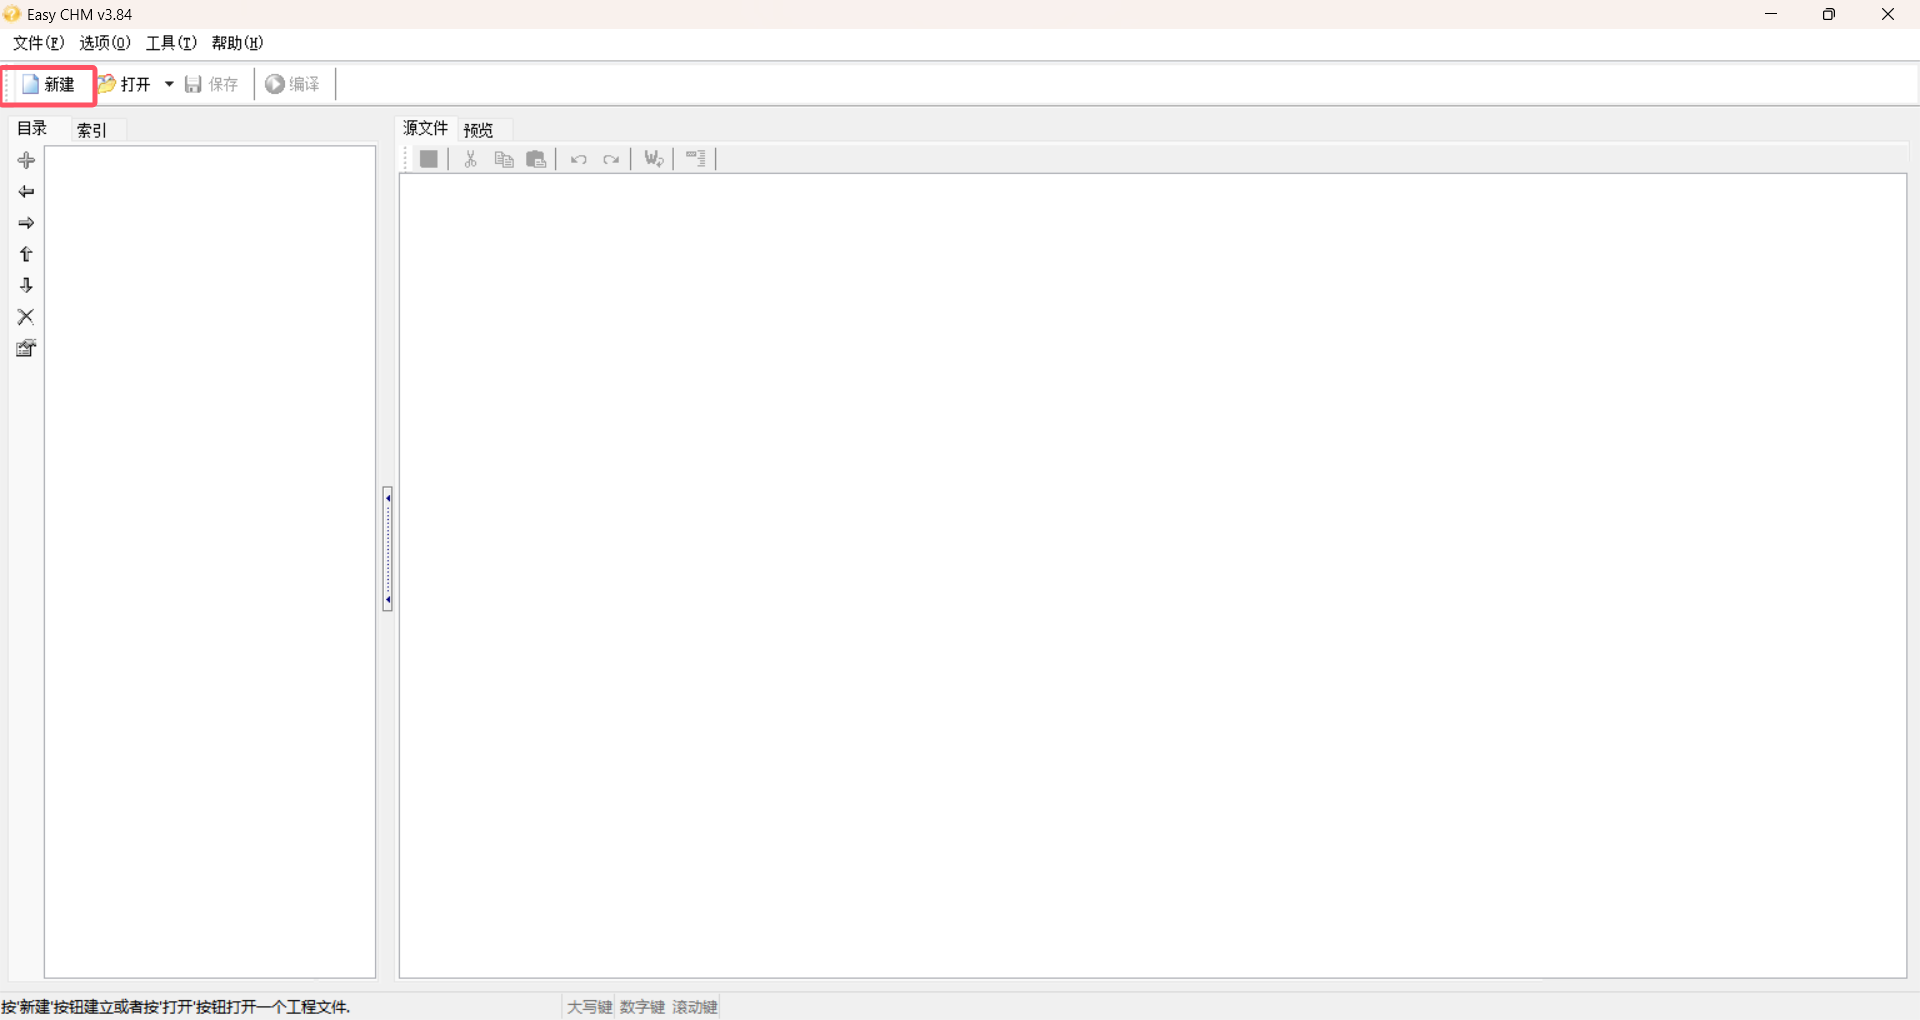 Easy CHM v3.84
文件(F) 选项(O) 工具(T) 帮助(H)
新建 打开 保存 编译
目录 索引 源文件 预览
按'新建'按钮建立或者按'打开'按钮打开一个工程文件. 大写键 数字键 滚动键